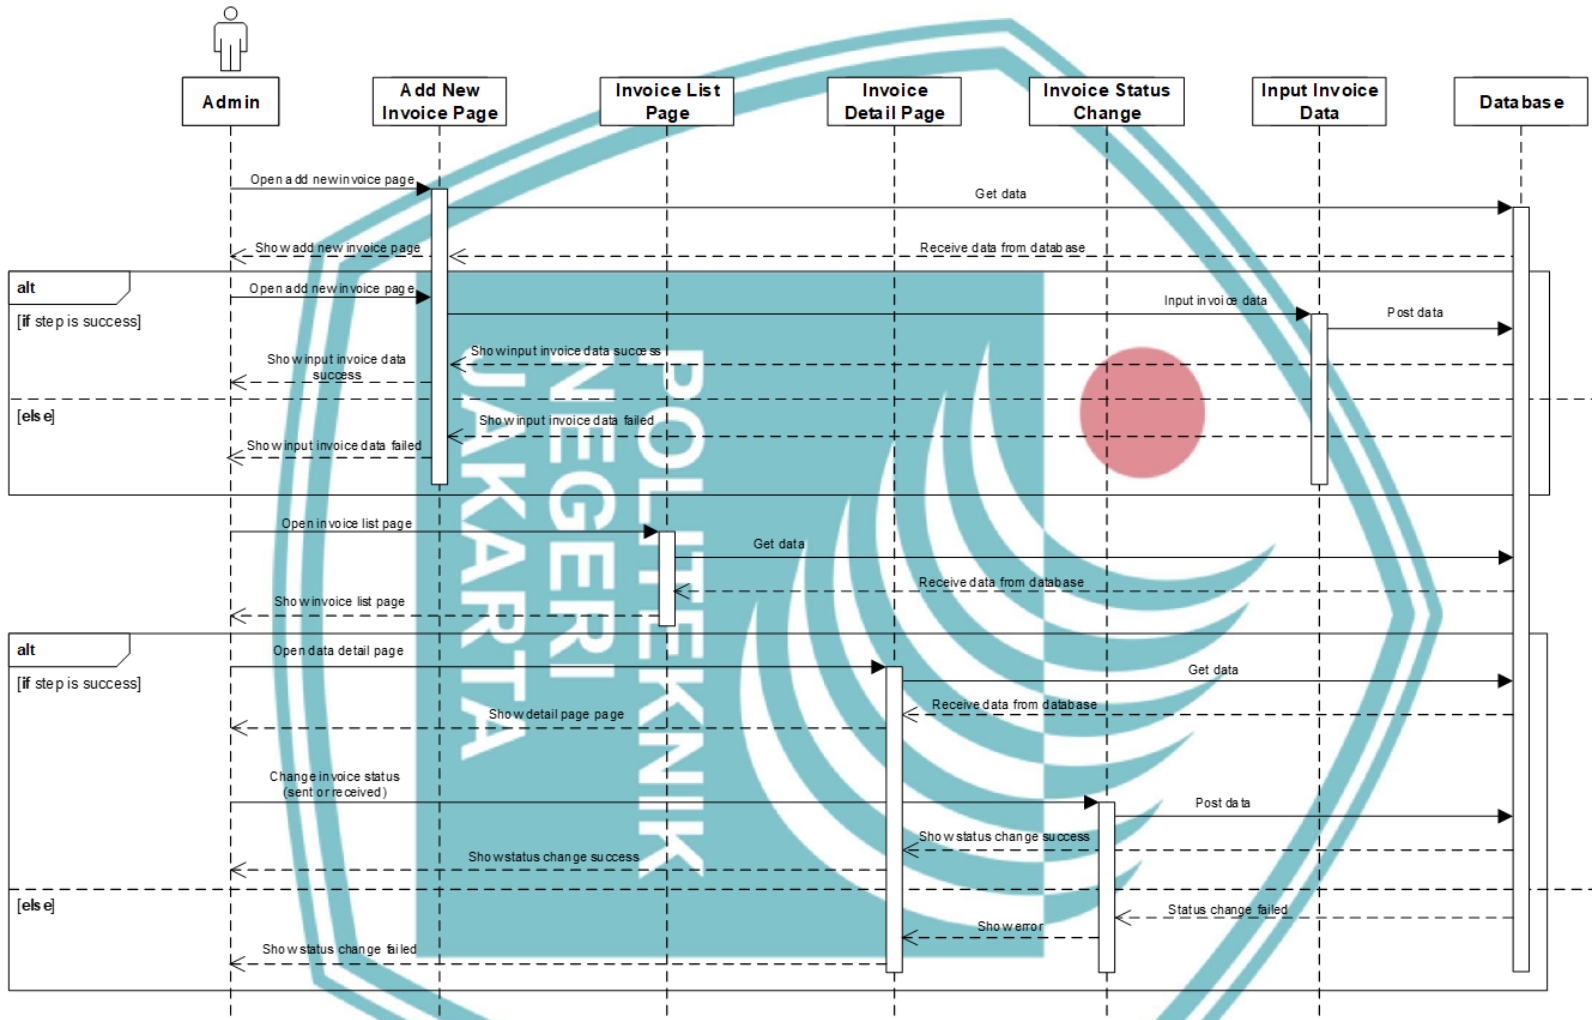 Admin
Add New
Invoice Page
Invoice List
Page
Invoice
Detail Page
Invoice Status
Change
Input Invoice
Data
Database
Open add new invoice page
Get data
Show add new invoice page
Receive data from database
alt
Open add new invoice page
[if step is success]
Input invoice data
Post data
Show input invoice data success
Show input invoice data
success
[else]
Show input invoice data failed
Show input invoice data failed
Open invoice list page
Get data
Receive data from database
Show invoice list page
alt
Open data detail page
[if step is success]
Get data
Receive data from database
Show detail page page
Change invoice status
(sent or received)
Post data
Show status change success
Show status change success
[else]
Status change failed
Show error
Show status change failed
POLITEKNIK
NEGERI
JAKARTA